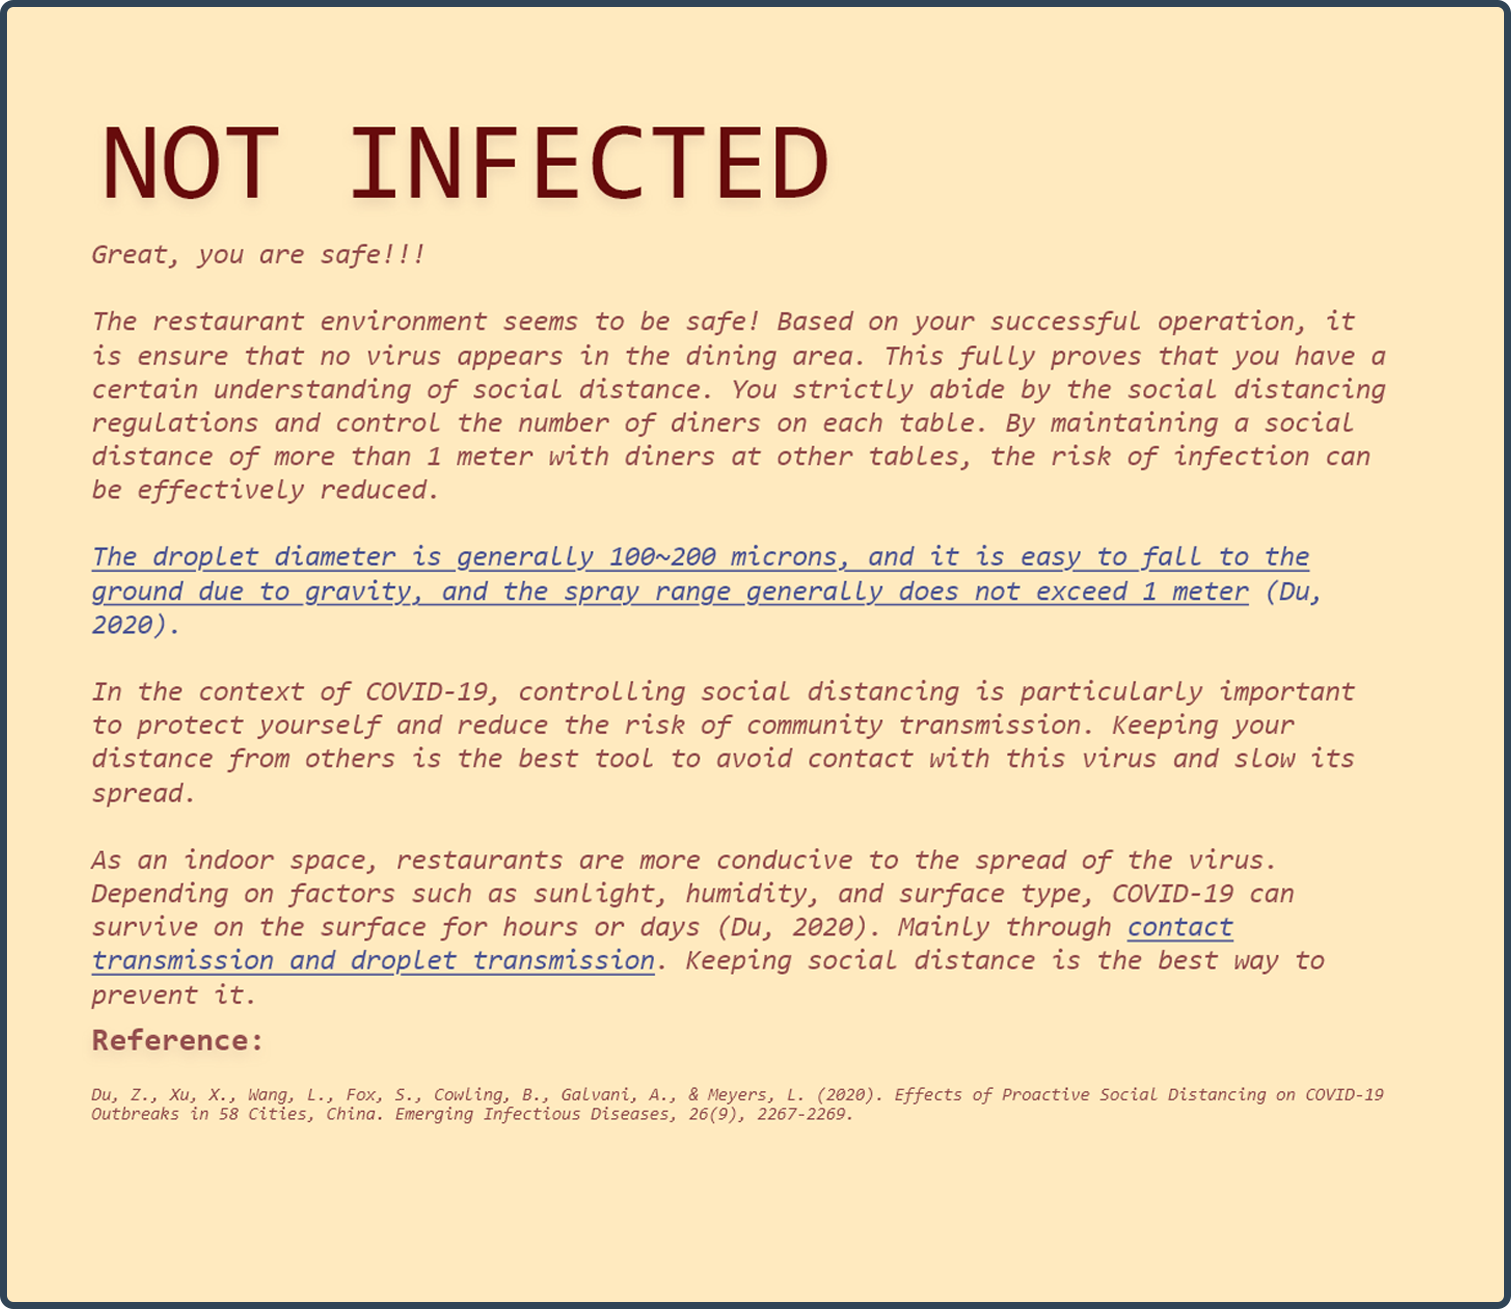 NOT INFECTED
Great, you are safe!!!
The restaurant environment seems to be safe! Based on your successful operation, it
is ensure that no virus appears in the dining area. This fully proves that you have a
certain understanding of social distance. You strictly abide by the social distancing
regulations and control the number of diners on each table. By maintaining a social
distance of more than 1 meter with diners at other tables, the risk of infection can
be effectively reduced.
The droplet diameter is generally 100~200 microns, and it is easy to fall to the
ground due to gravity, and the spray range generally does not exceed 1 meter (Du,
2020).
In the context of COVID-19, controlling social distancing is particularly important
to protect yourself and reduce the risk of community transmission. Keeping your
distance from others is the best tool to avoid contact with this virus and slow its
spread.
As an indoor space, restaurants are more conducive to the spread of the virus.
Depending on factors such as sunlight, humidity, and surface type, COVID-19 can
survive on the surface for hours or days (Du, 2020). Mainly through contact
transmission and droplet transmission. Keeping social distance is the best way to
prevent it.
Reference:
Du, Z., Xu, X., Wang, L., Fox, S., Cowling, B., Galvani, A., & Meyers, L. (2020). Effects of Proactive Social Distancing on COVID-19
Outbreaks in 58 Cities, China. Emerging Infectious Diseases, 26(9), 2267-2269.